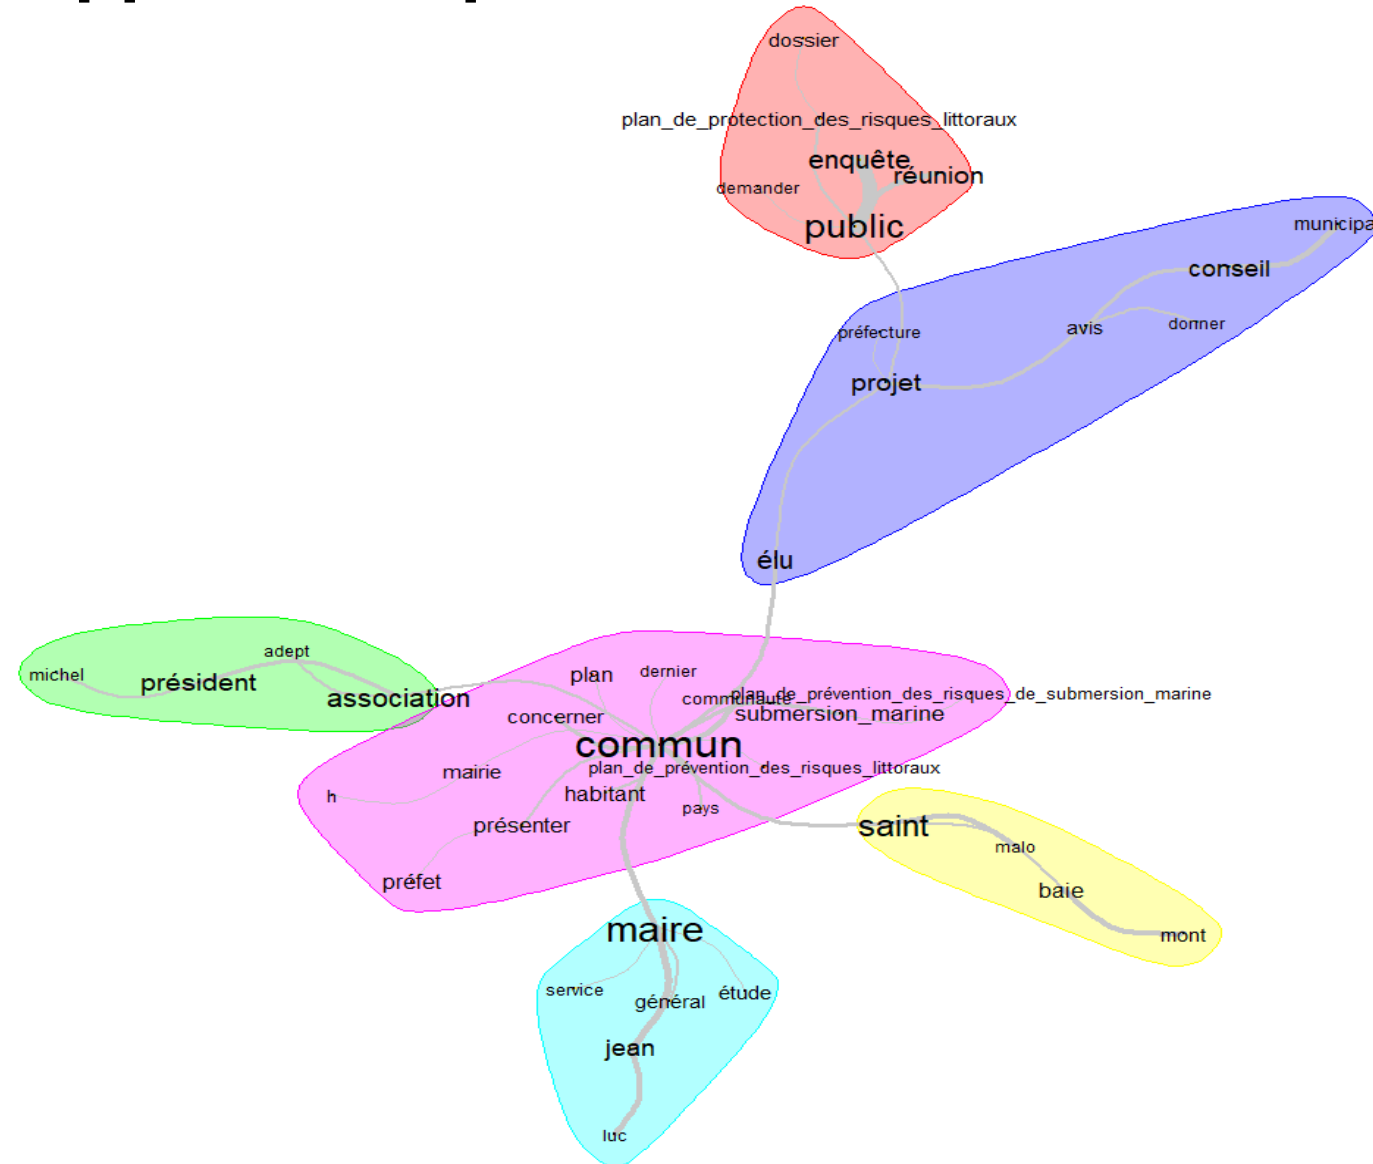 dossier
plan_de_protection_des_risques_littoraux
enquête
réunion
demander
public
municipa
conseil
avis
donner
préfecture
projet
élu
adept
michel
président
association
plan
dernier
communauté
plan_de_prévention_des_risques_de_submersion_marine
concerner
submersion_marine
commun
mairie
plan_de_prévention_des_risques_littoraux
h
habitant
pays
présenter
préfet
saint
malo
baie
mont
maire
service
général
étude
jean
luc